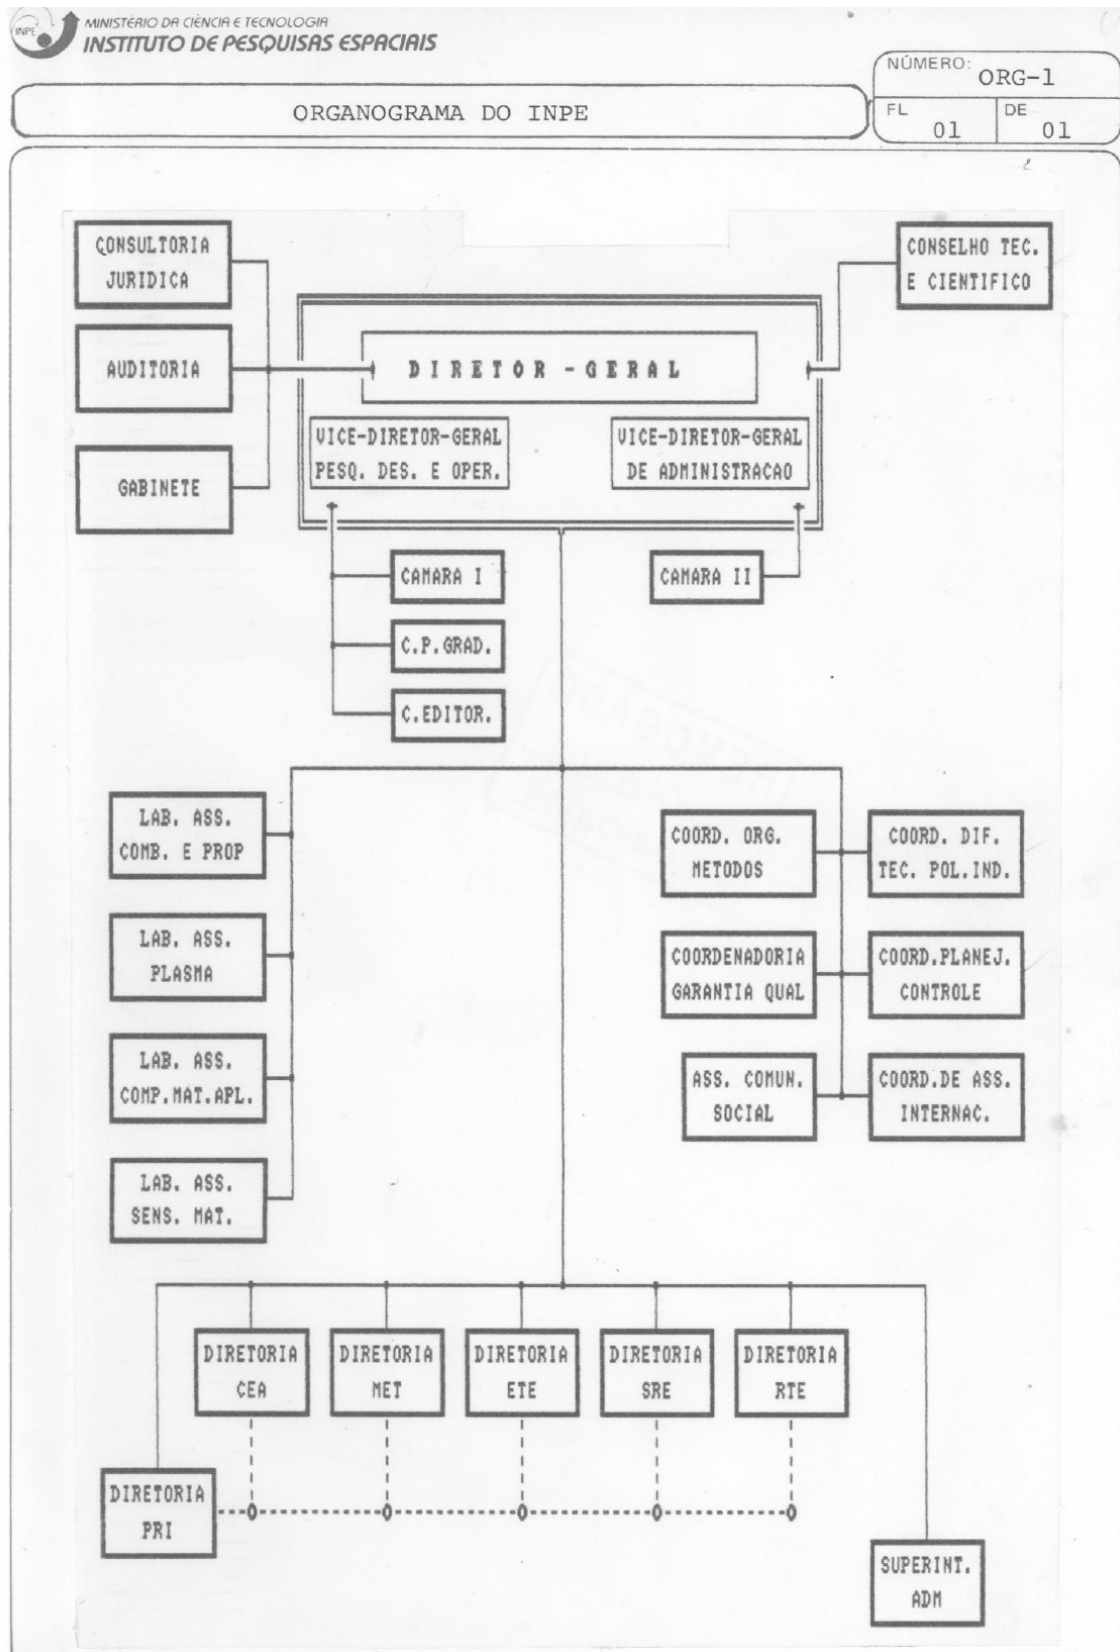 INPE
MINISTÉRIO DA CIÊNCIA E TECNOLOGIA
INSTITUTO DE PESQUISAS ESPACIAIS
NÚMERO:
ORG-1
ORGANOGRAMA DO INPE
FL
01
DE
01
CONSULTORIA
JURIDICA
CONSELHO TEC.
E CIENTIFICO
AUDITORIA
DIRETOR-GERAL
VICE-DIRETOR-GERAL
PESQ. DES. E OPER.
VICE-DIRETOR-GERAL
DE ADMINISTRACAO
GABINETE
CAMARA I
CAMARA II
C.P.GRAD.
C.EDITOR.
LAB. ASS.
COMB. E PROP
COORD. ORG.
METODOS
COORD. DIF.
TEC. POL.IND.
LAB. ASS.
PLASMA
COORDENADORIA
GARANTIA QUAL
COORD.PLANEJ.
CONTROLE
LAB. ASS.
COMP.MAT.APL.
ASS. COMUN.
SOCIAL
COORD.DE ASS.
INTERNAC.
LAB. ASS.
SENS. MAT.
DIRETORIA
CEA
DIRETORIA
MET
DIRETORIA
ETE
DIRETORIA
SRE
DIRETORIA
RTE
DIRETORIA
PRI
SUPERINT.
ADM